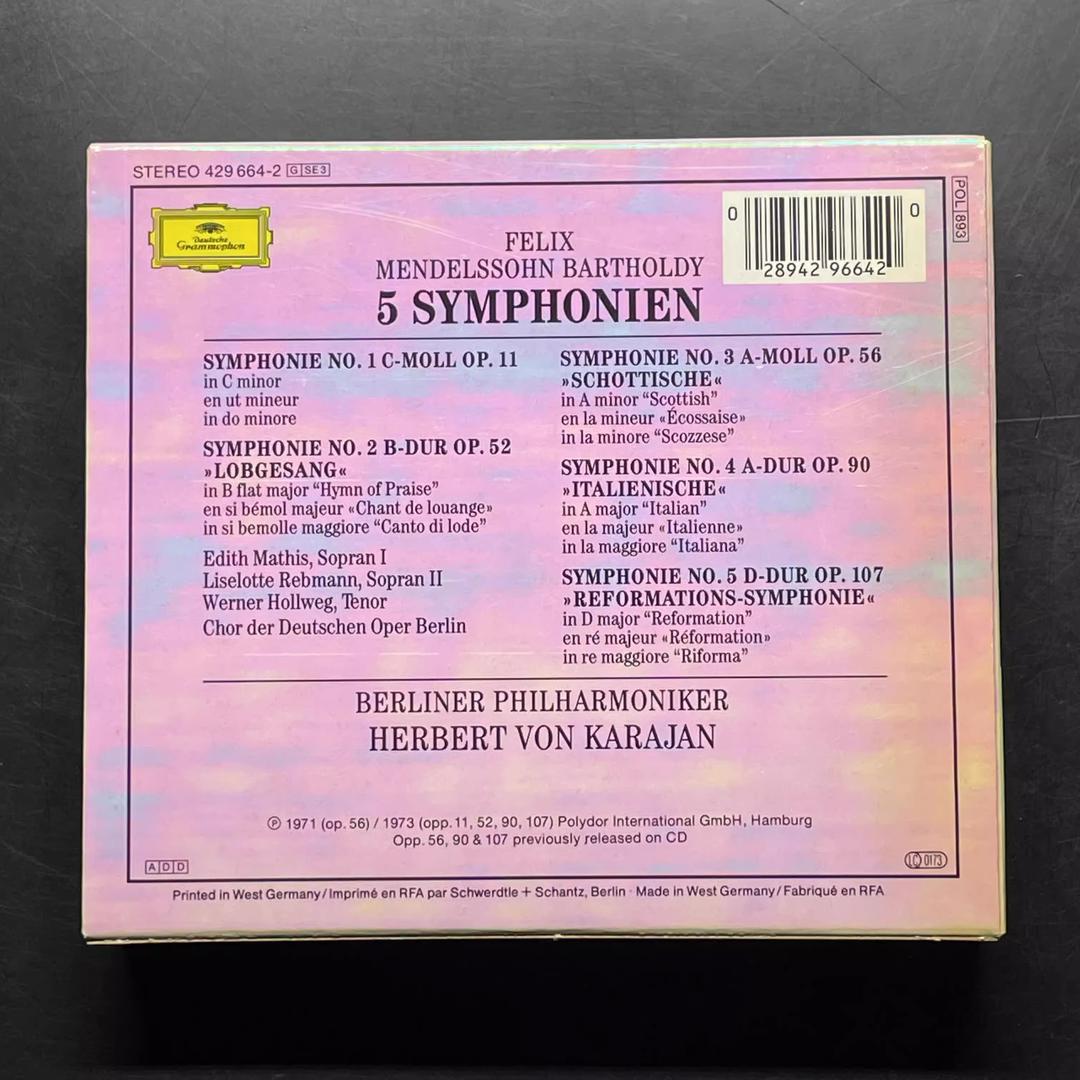 STEREO 429 664-2 G SE 3
POL 893
Deutsche
Grammophon
0 28942 96642 0
FELIX
MENDELSSOHN BARTHOLDY
5 SYMPHONIEN
SYMPHONIE NO. 1 C-MOLL OP. 11
in C minor
en ut mineur
in do minore
SYMPHONIE NO. 2 B-DUR OP. 52
»LOBGESANG«
in B flat major “Hymn of Praise”
en si bémol majeur «Chant de louange»
in si bemolle maggiore “Canto di lode”
Edith Mathis, Sopran I
Liselotte Rebmann, Sopran II
Werner Hollweg, Tenor
Chor der Deutschen Oper Berlin
SYMPHONIE NO. 3 A-MOLL OP. 56
»SCHOTTISCHE«
in A minor “Scottish”
en la mineur «Écossaise»
in la minore “Scozzese”
SYMPHONIE NO. 4 A-DUR OP. 90
»ITALIENISCHE«
in A major “Italian”
en la majeur «Italienne»
in la maggiore “Italiana”
SYMPHONIE NO. 5 D-DUR OP. 107
»REFORMATIONS-SYMPHONIE«
in D major “Reformation”
en ré majeur «Réformation»
in re maggiore “Riforma”
BERLINER PHILHARMONIKER
HERBERT VON KARAJAN
℗ 1971 (op. 56) / 1973 (opp. 11, 52, 90, 107) Polydor International GmbH, Hamburg
Opp. 56, 90 & 107 previously released on CD
A D D
LC 0173
Printed in West Germany / Imprimé en RFA par Schwerdtle + Schantz, Berlin · Made in West Germany / Fabriqué en RFA